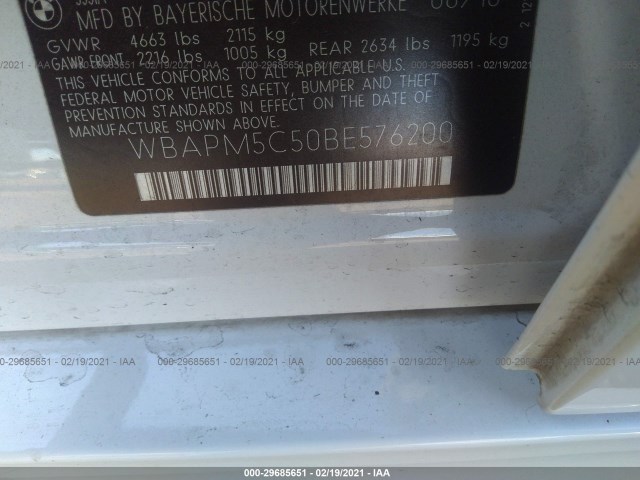 MFD BY BAYERISCHE MOTORENWERKE
GVWR 4663 lbs 2115 kg
GAWR FRONT 2216 lbs 1005 kg REAR 2634 lbs 1195 kg
THIS VEHICLE CONFORMS TO ALL APPLICABLE U.S.
FEDERAL MOTOR VEHICLE SAFETY, BUMPER AND THEFT
PREVENTION STANDARDS IN EFFECT ON THE DATE OF
MANUFACTURE SHOWN ABOVE.
WBAPM5C50BE576200
02/19/2021 - IAA
000-29685651 - 02/19/2021 - IAA
000-29685651 - 02/19/2021 - IAA
000-29685651 - 02/19/2021 - IAA
000-29685651 - 02/19/2021 - IAA
000-29685651 - 02/19/2021 - IAA